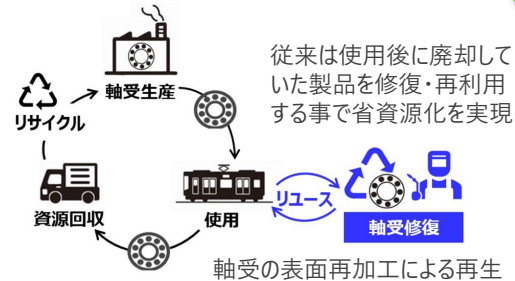 従来は使用後に廃却して
いた製品を修復・再利用
する事で省資源化を実現
軸受生産
リサイクル
資源回収
使用
リユース
軸受修復
軸受の表面再加工による再生